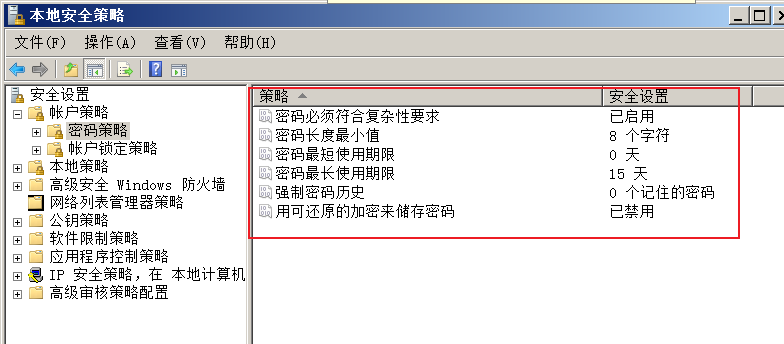 本地安全策略
文件(F) 操作(A) 查看(V) 帮助(H)
安全设置
帐户策略
密码策略
帐户锁定策略
本地策略
高级安全 Windows 防火墙
网络列表管理器策略
公钥策略
软件限制策略
应用程序控制策略
IP 安全策略，在 本地计算机
高级审核策略配置
策略 安全设置
密码必须符合复杂性要求 已启用
密码长度最小值 8 个字符
密码最短使用期限 0 天
密码最长使用期限 15 天
强制密码历史 0 个记住的密码
用可还原的加密来储存密码 已禁用